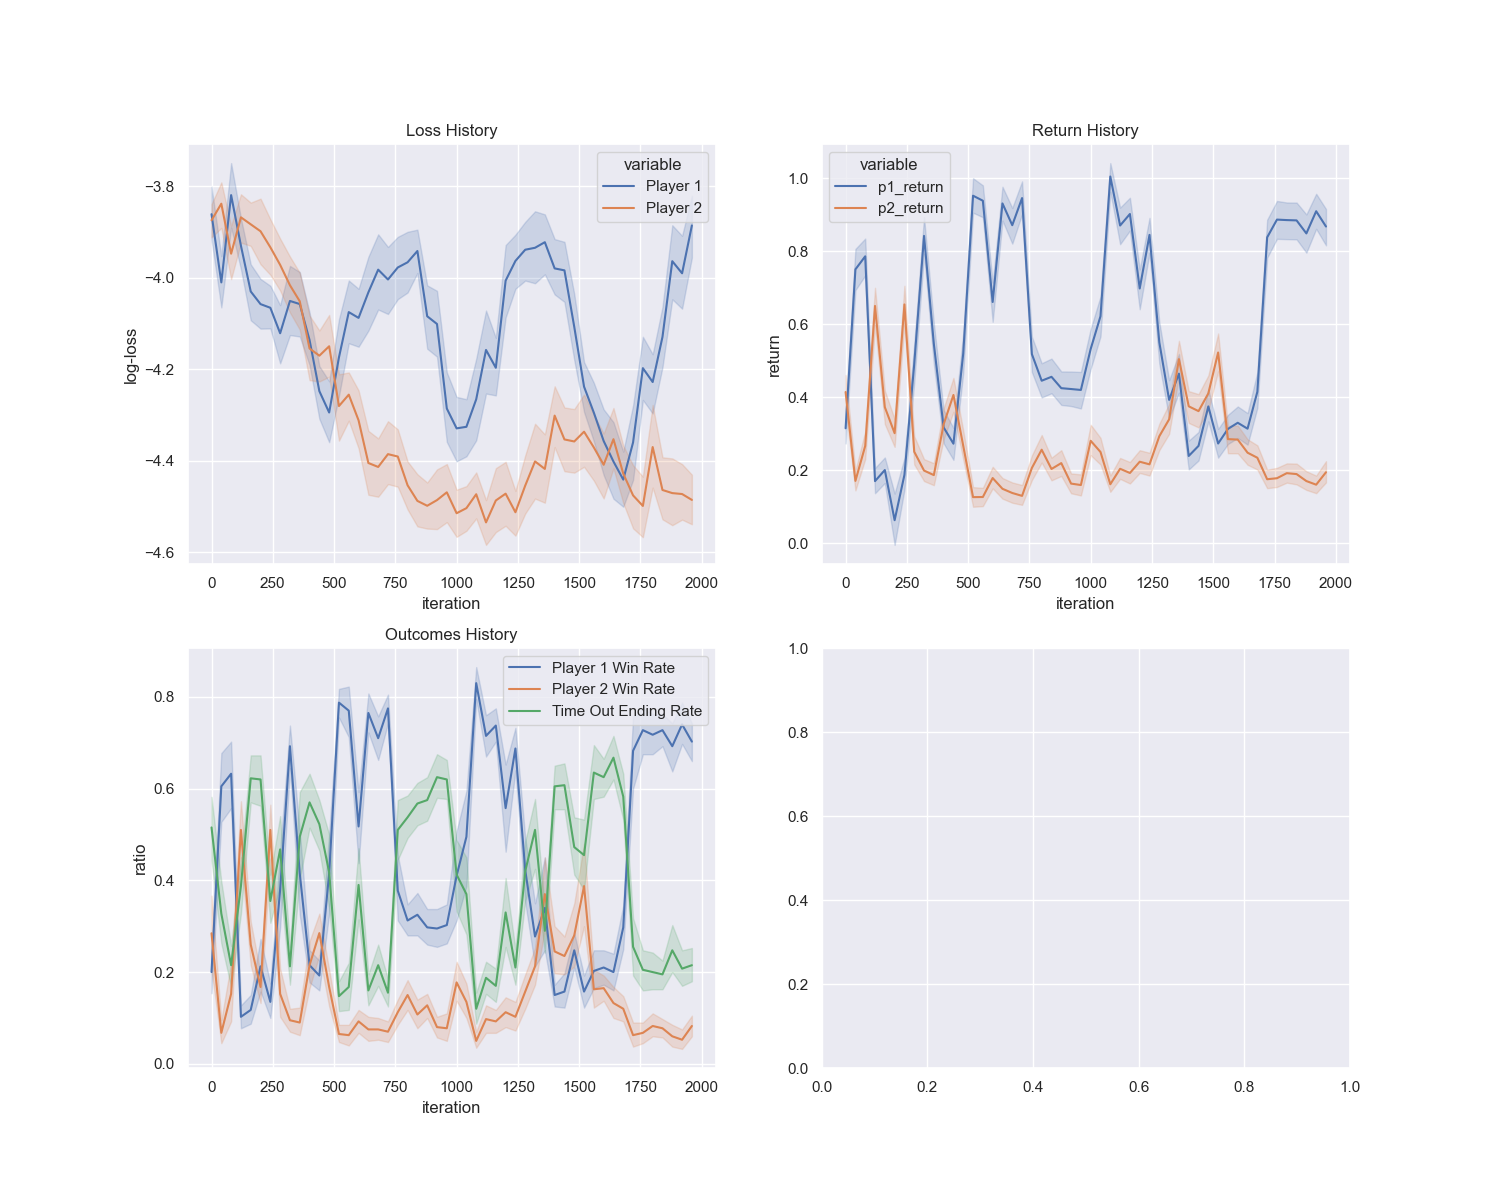 Loss History
variable
Player 1
Player 2
log-loss
−3.8
−4.0
−4.2
−4.4
−4.6
0 250 500 750 1000 1250 1500 1750 2000
iteration
Return History
variable
p1_return
p2_return
return
1.0
0.8
0.6
0.4
0.2
0.0
0 250 500 750 1000 1250 1500 1750 2000
iteration
Outcomes History
Player 1 Win Rate
Player 2 Win Rate
Time Out Ending Rate
ratio
0.8
0.6
0.4
0.2
0.0
0 250 500 750 1000 1250 1500 1750 2000
iteration
1.0
0.8
0.6
0.4
0.2
0.0
0.0 0.2 0.4 0.6 0.8 1.0